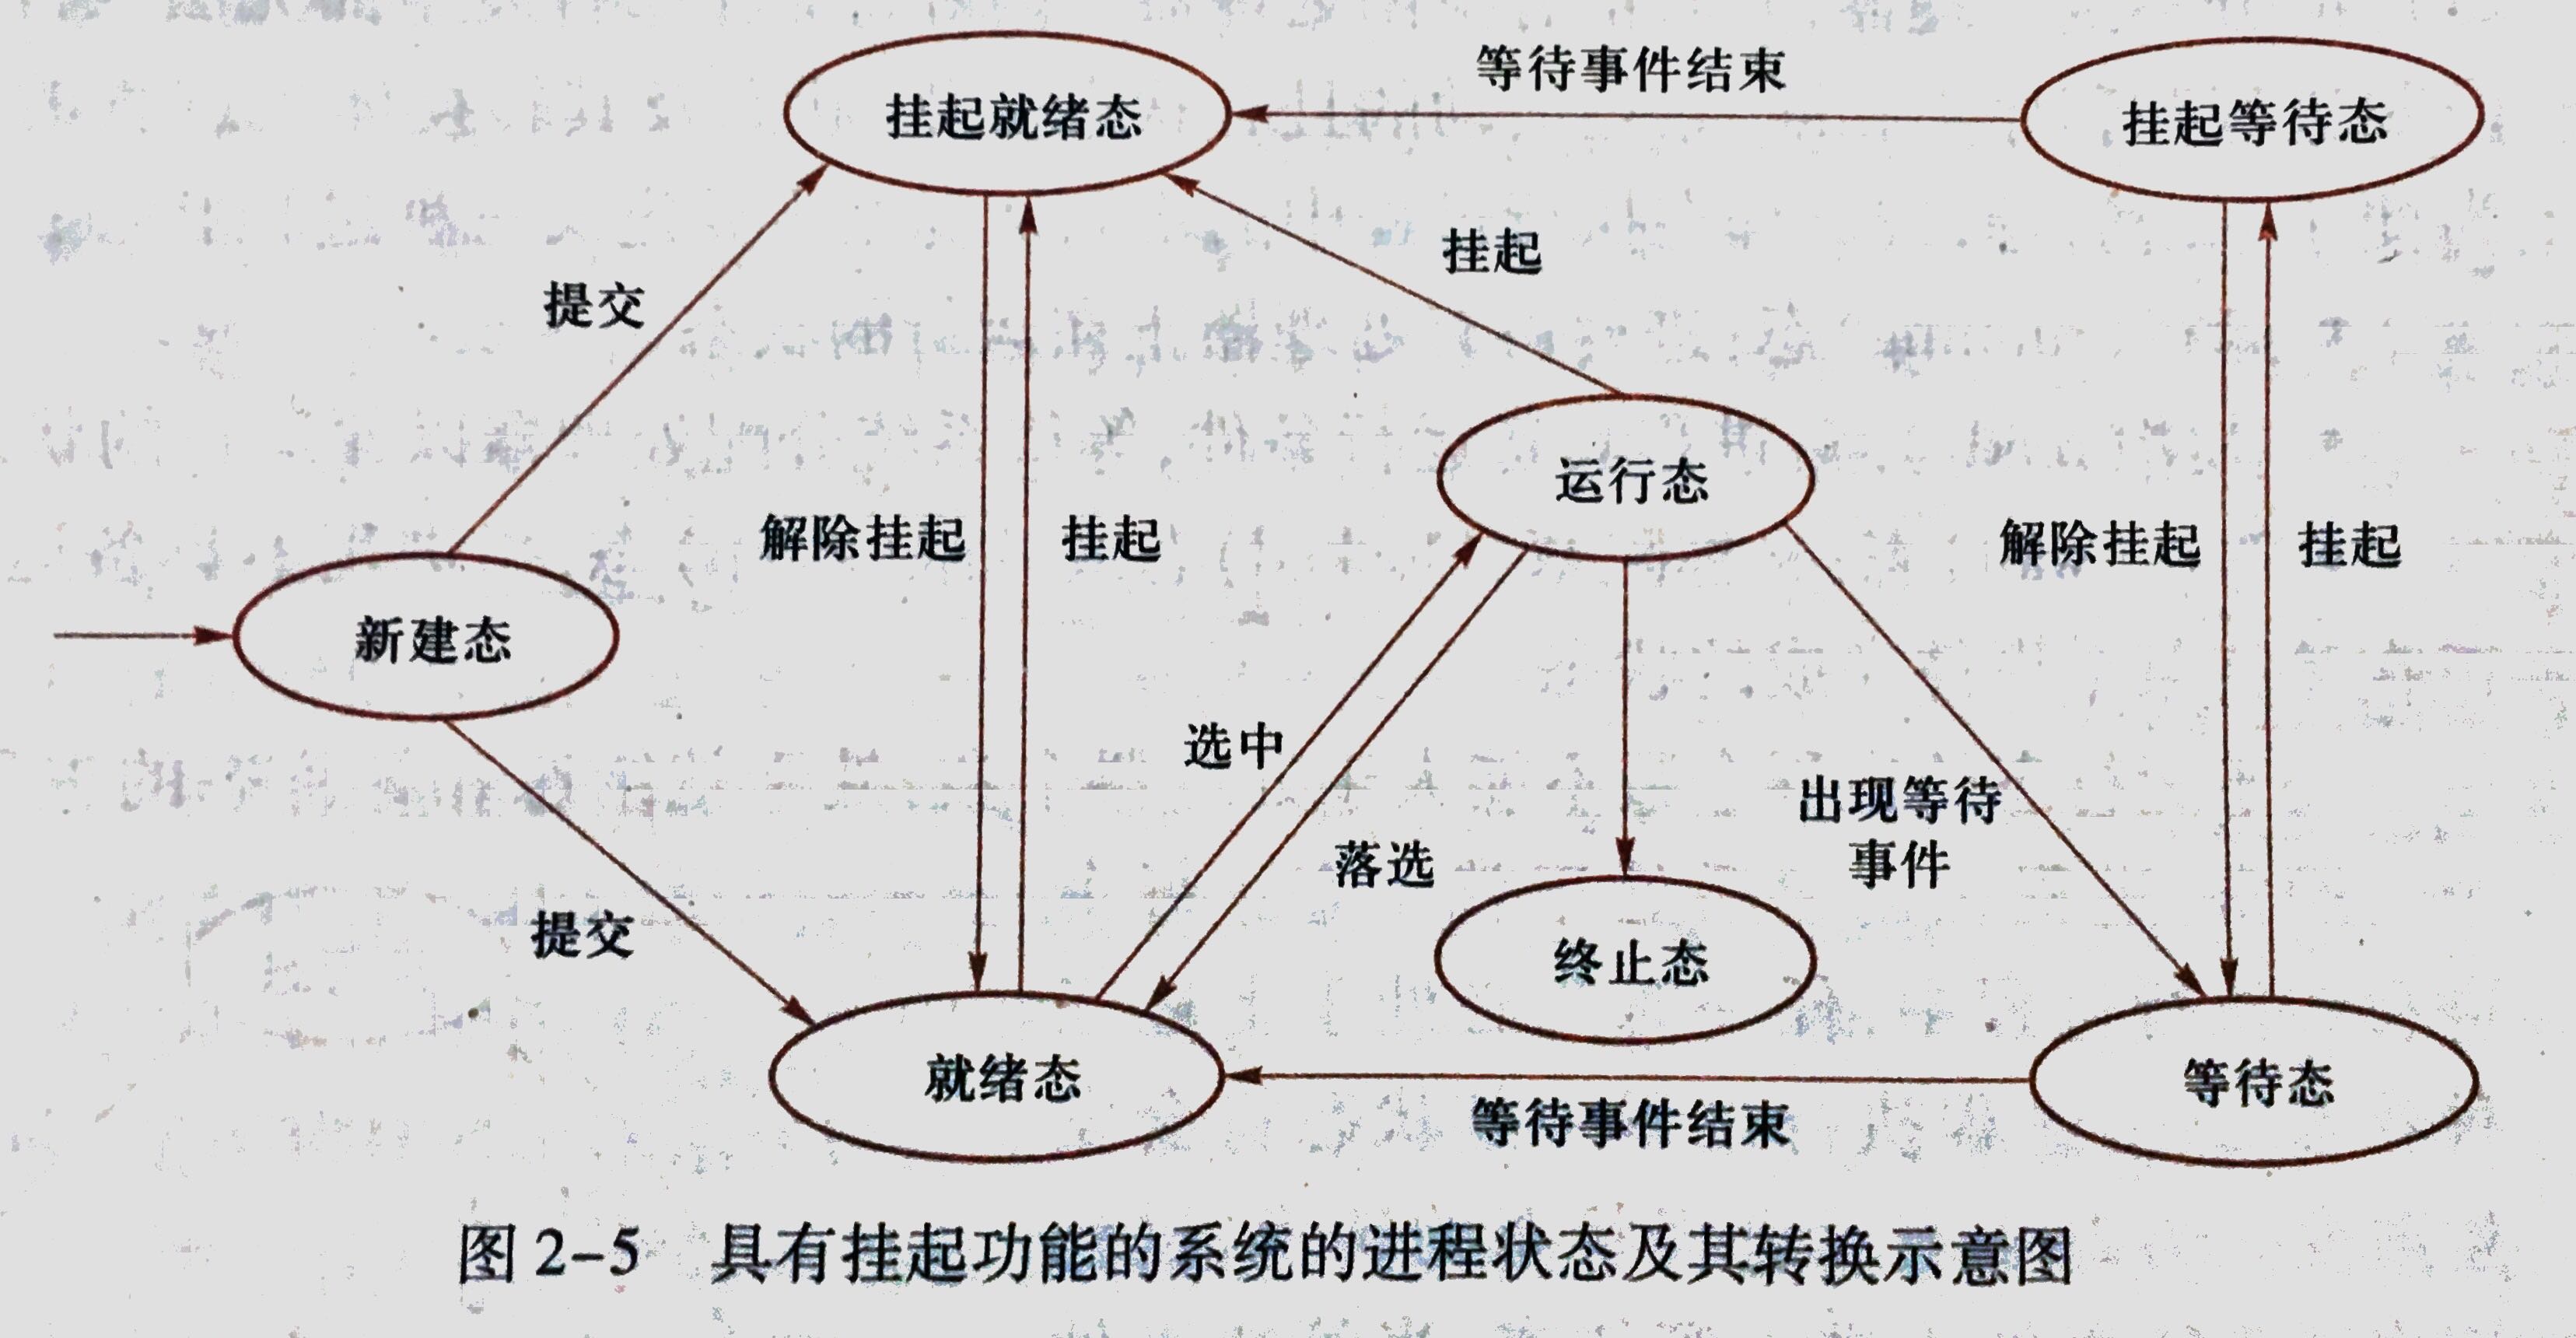 等待事件结束
挂起就绪态
挂起等待态
挂起
提交
运行态
解除挂起
挂起
解除挂起
挂起
新建态
选中
出现等待
事件
落选
提交
终止态
就绪态
等待态
等待事件结束
图 2-5 具有挂起功能的系统的进程状态及其转换示意图